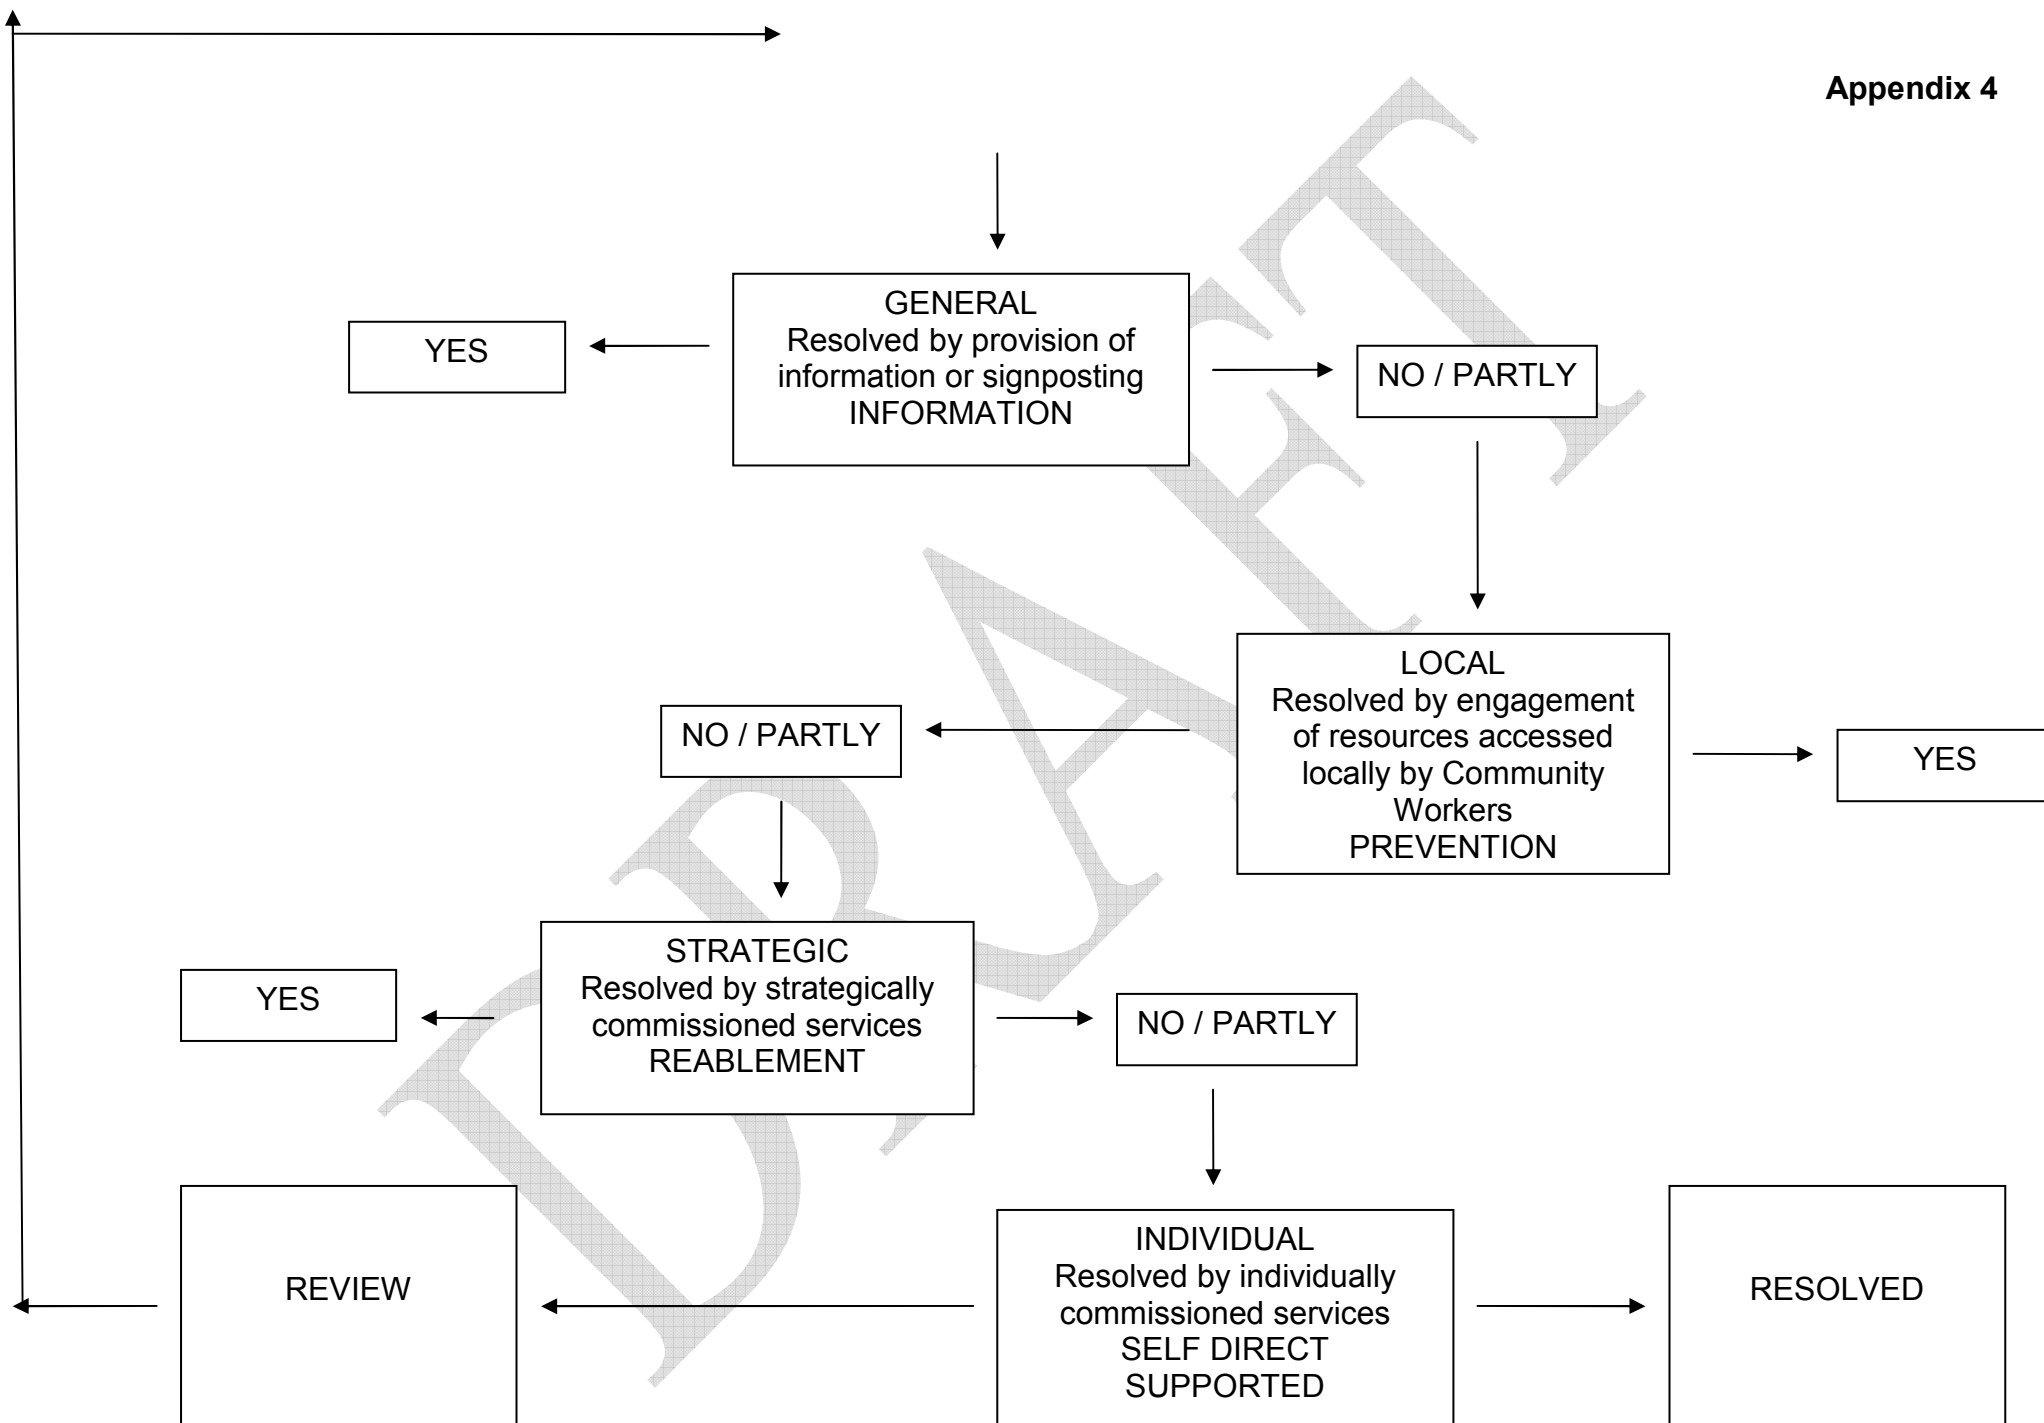 Appendix 4
GENERAL
Resolved by provision of
information or signposting
INFORMATION
YES
NO / PARTLY
LOCAL
Resolved by engagement
of resources accessed
locally by Community
Workers
PREVENTION
NO / PARTLY
YES
STRATEGIC
Resolved by strategically
commissioned services
REABLEMENT
YES
NO / PARTLY
REVIEW
INDIVIDUAL
Resolved by individually
commissioned services
SELF DIRECT
SUPPORTED
RESOLVED
DRAFT